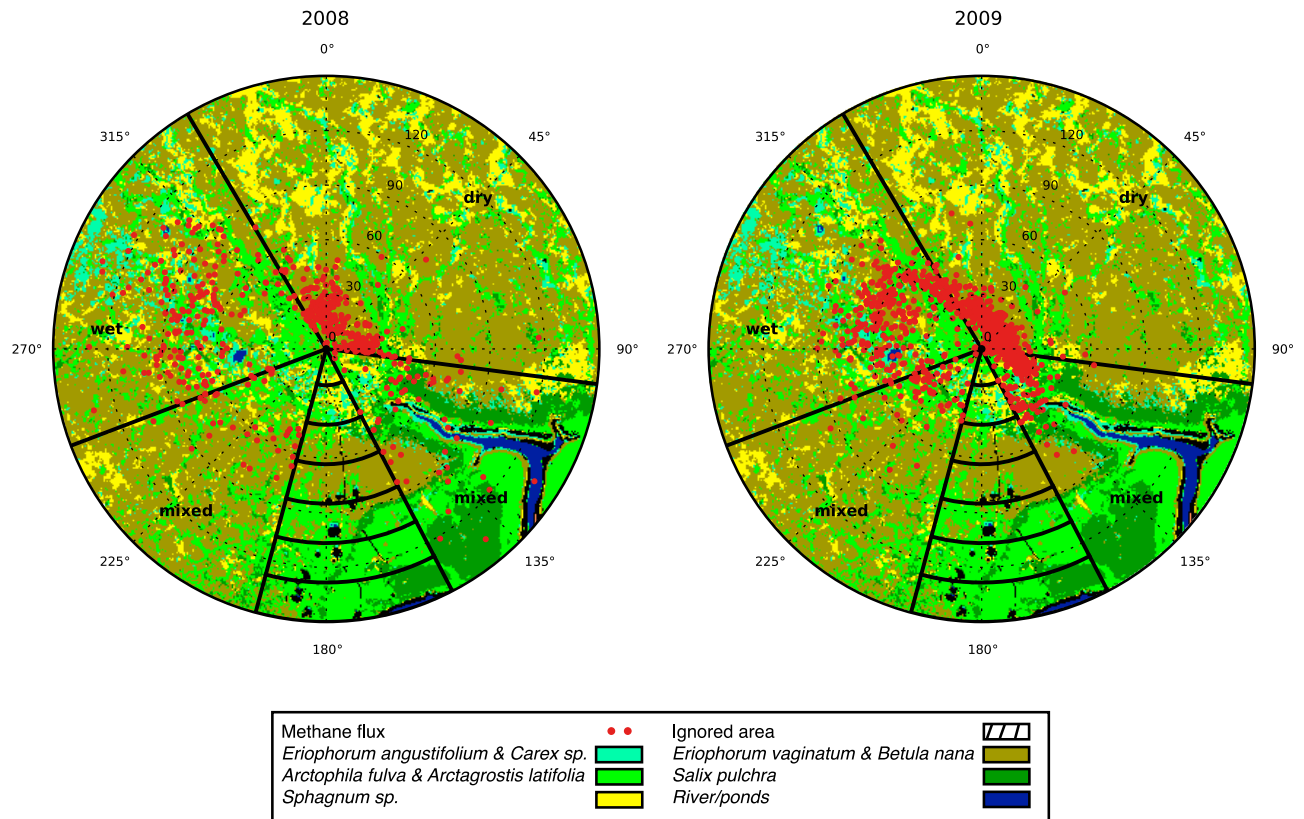 2008 2009
0° 0°
315° 45° 315° 45°
120 120
90 90
dry dry
60 60
30 30
wet wet
0 0
270° 90° 270° 90°
mixed mixed
mixed mixed
225° 135° 225° 135°
180° 180°
Methane flux Ignored area
Eriophorum angustifolium & Carex sp. Eriophorum vaginatum & Betula nana
Arctophila fulva & Arctagrostis latifolia Salix pulchra
Sphagnum sp. River/ponds